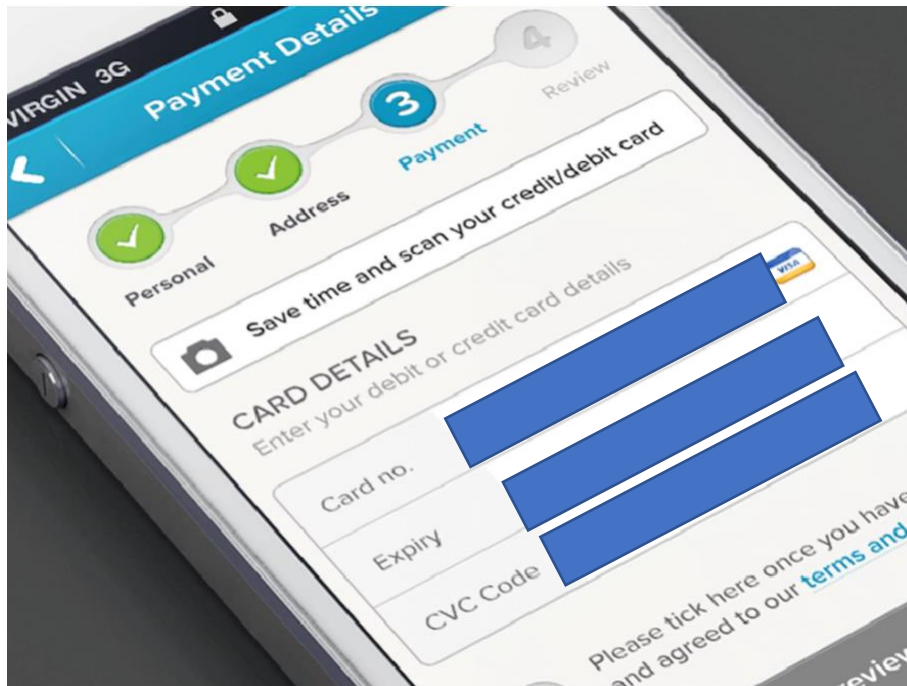 VIRGIN 3G
Payment Details
3
4
Personal
Address
Payment
Review
Save time and scan your credit/debit card
CARD DETAILS
Enter your debit or credit card details
Card no.
VISA
Expiry
CVC Code
Please tick here once you have
and agreed to our terms and
review